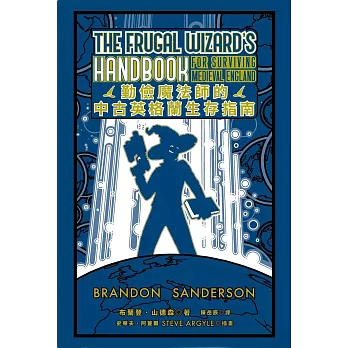 THE FRUGAL WIZARD'S
HANDBOOK FOR SURVIVING
MEDIEVAL ENGLAND
勤儉魔法師的
中古英格蘭生存指南
BRANDON SANDERSON
布蘭登·山德森 著 譯
史蒂夫·阿蓋爾 STEVE ARGYLE 插畫